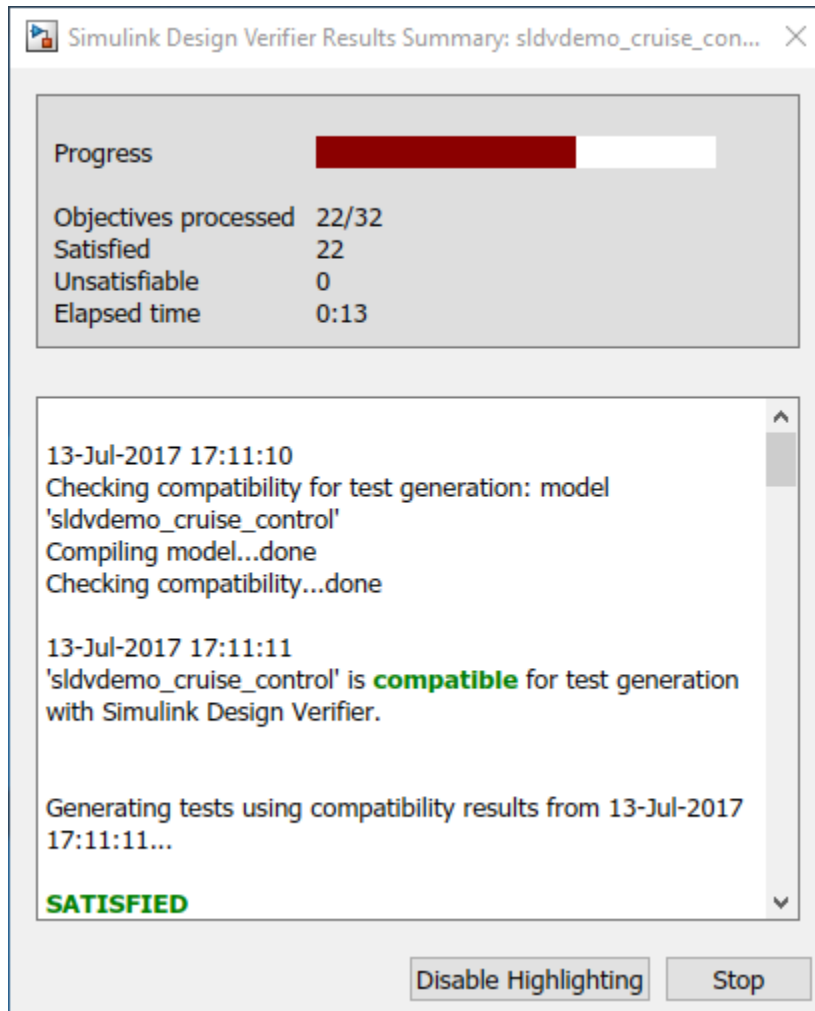 Simulink Design Verifier Results Summary: sldvdemo_cruise_con...
Progress
Objectives processed 22/32
Satisfied 22
Unsatisfiable 0
Elapsed time 0:13
13-Jul-2017 17:11:10
Checking compatibility for test generation: model
'sldvdemo_cruise_control'
Compiling model...done
Checking compatibility...done
13-Jul-2017 17:11:11
'sldvdemo_cruise_control' is compatible for test generation
with Simulink Design Verifier.
Generating tests using compatibility results from 13-Jul-2017
17:11:11...
SATISFIED
Disable Highlighting Stop